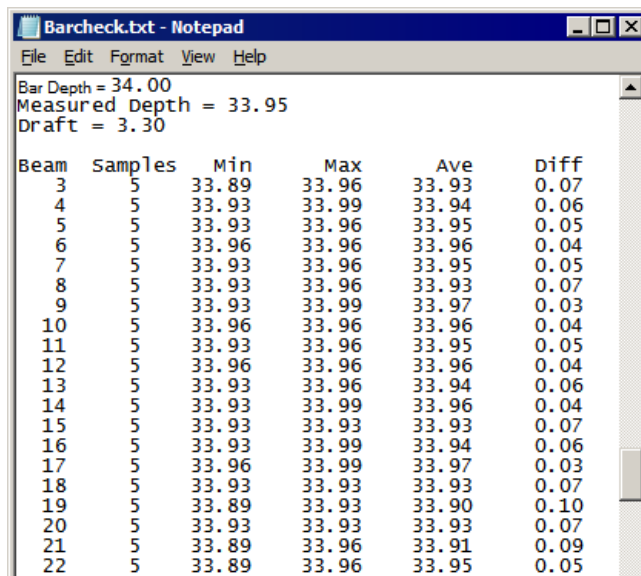 Barcheck.txt - Notepad
File Edit Format View Help
Bar Depth = 34.00
Measured Depth = 33.95
Draft = 3.30
Beam Samples Min Max Ave Diff
3 5 33.89 33.96 33.93 0.07
4 5 33.93 33.99 33.94 0.06
5 5 33.93 33.96 33.95 0.05
6 5 33.96 33.96 33.96 0.04
7 5 33.93 33.96 33.95 0.05
8 5 33.93 33.96 33.93 0.07
9 5 33.93 33.99 33.97 0.03
10 5 33.96 33.96 33.96 0.04
11 5 33.93 33.96 33.95 0.05
12 5 33.96 33.96 33.96 0.04
13 5 33.93 33.96 33.94 0.06
14 5 33.93 33.99 33.96 0.04
15 5 33.93 33.93 33.93 0.07
16 5 33.93 33.99 33.94 0.06
17 5 33.96 33.99 33.97 0.03
18 5 33.93 33.93 33.93 0.07
19 5 33.89 33.93 33.90 0.10
20 5 33.93 33.93 33.93 0.07
21 5 33.89 33.96 33.91 0.09
22 5 33.89 33.96 33.95 0.05